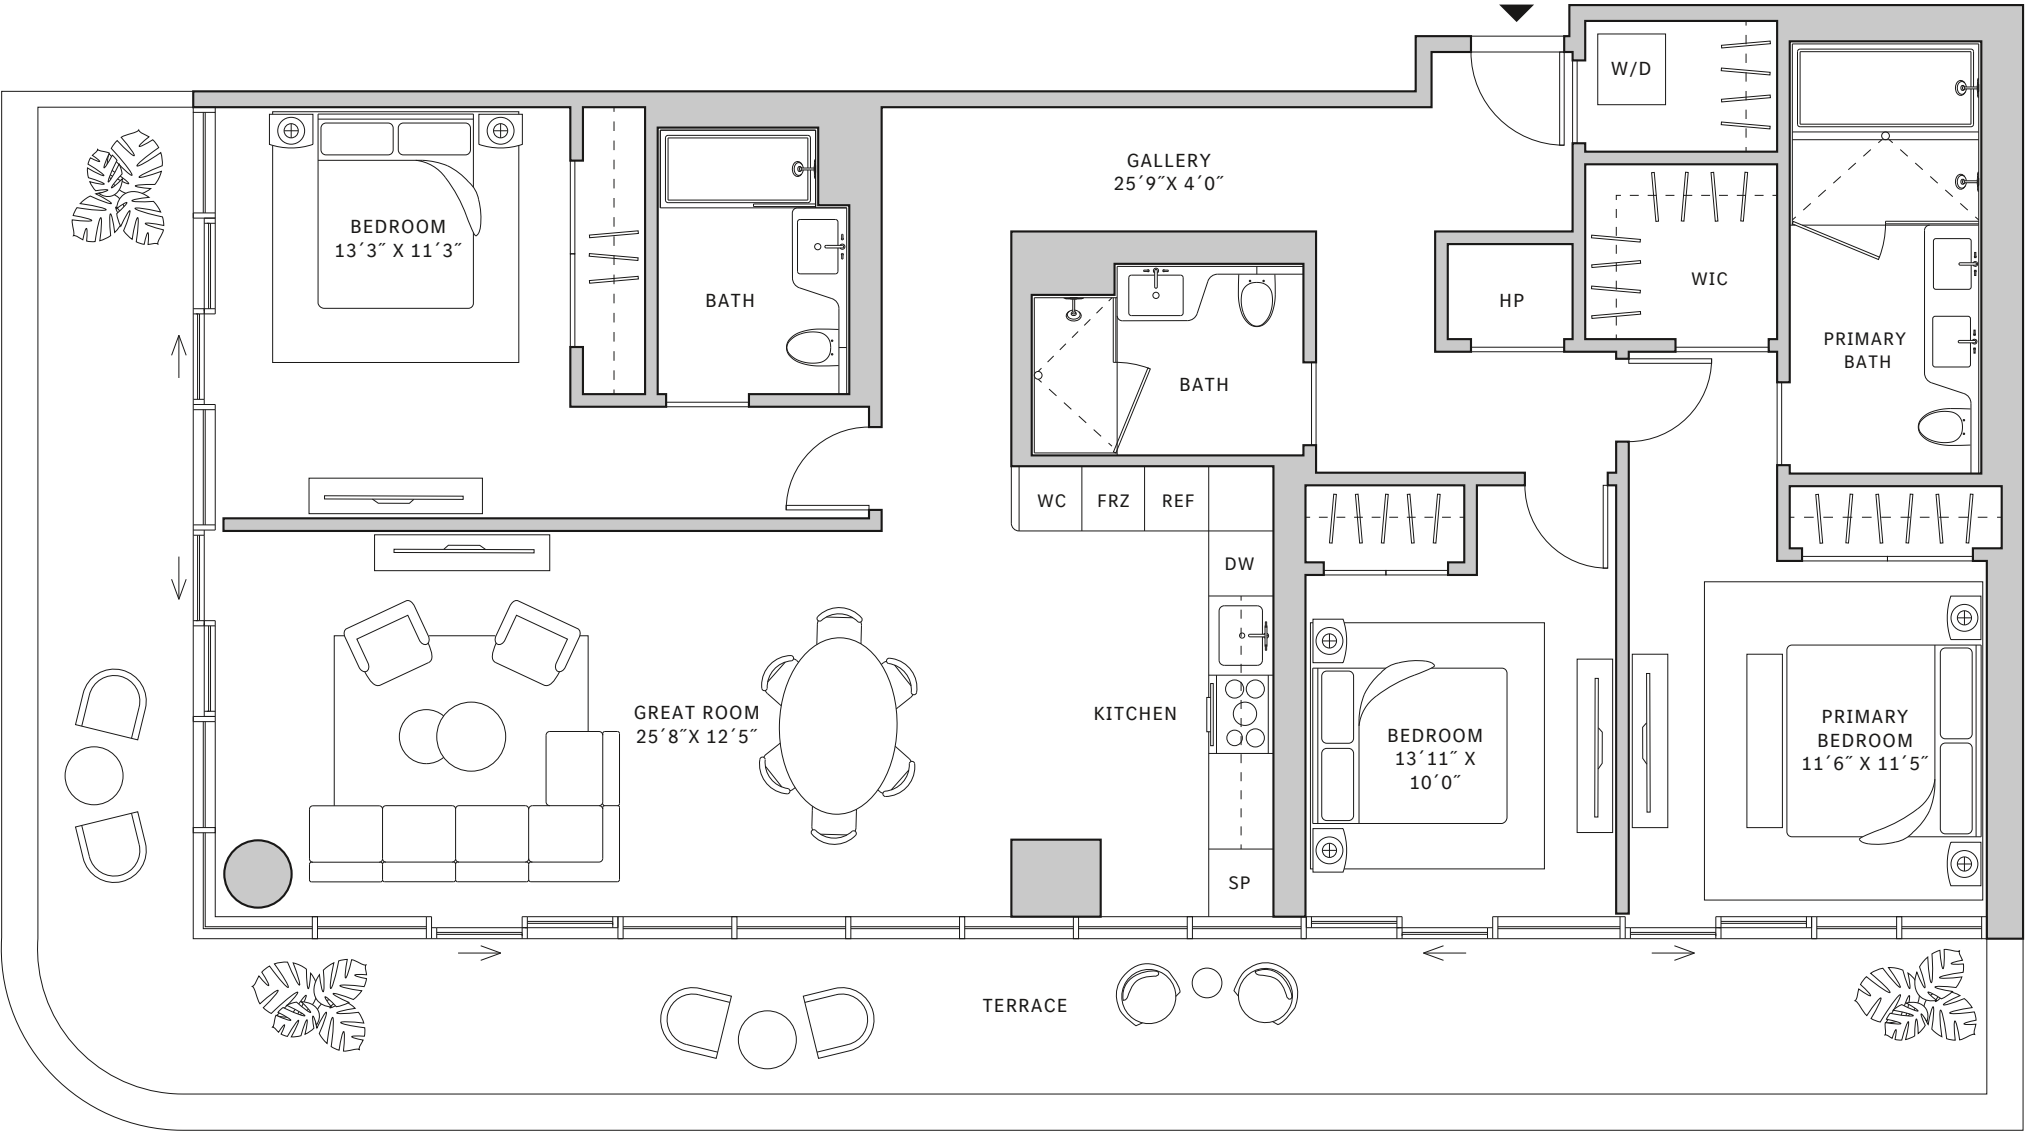 W/D
GALLERY
25´9˝X 4´0˝
BEDROOM
13´3˝ X 11´3˝
BATH
HP
WIC
PRIMARY
BATH
BATH
WC
FRZ
REF
DW
GREAT ROOM
25´8˝X 12´5˝
KITCHEN
BEDROOM
13´11˝ X
10´0˝
PRIMARY
BEDROOM
11´6˝ X 11´5˝
SP
TERRACE